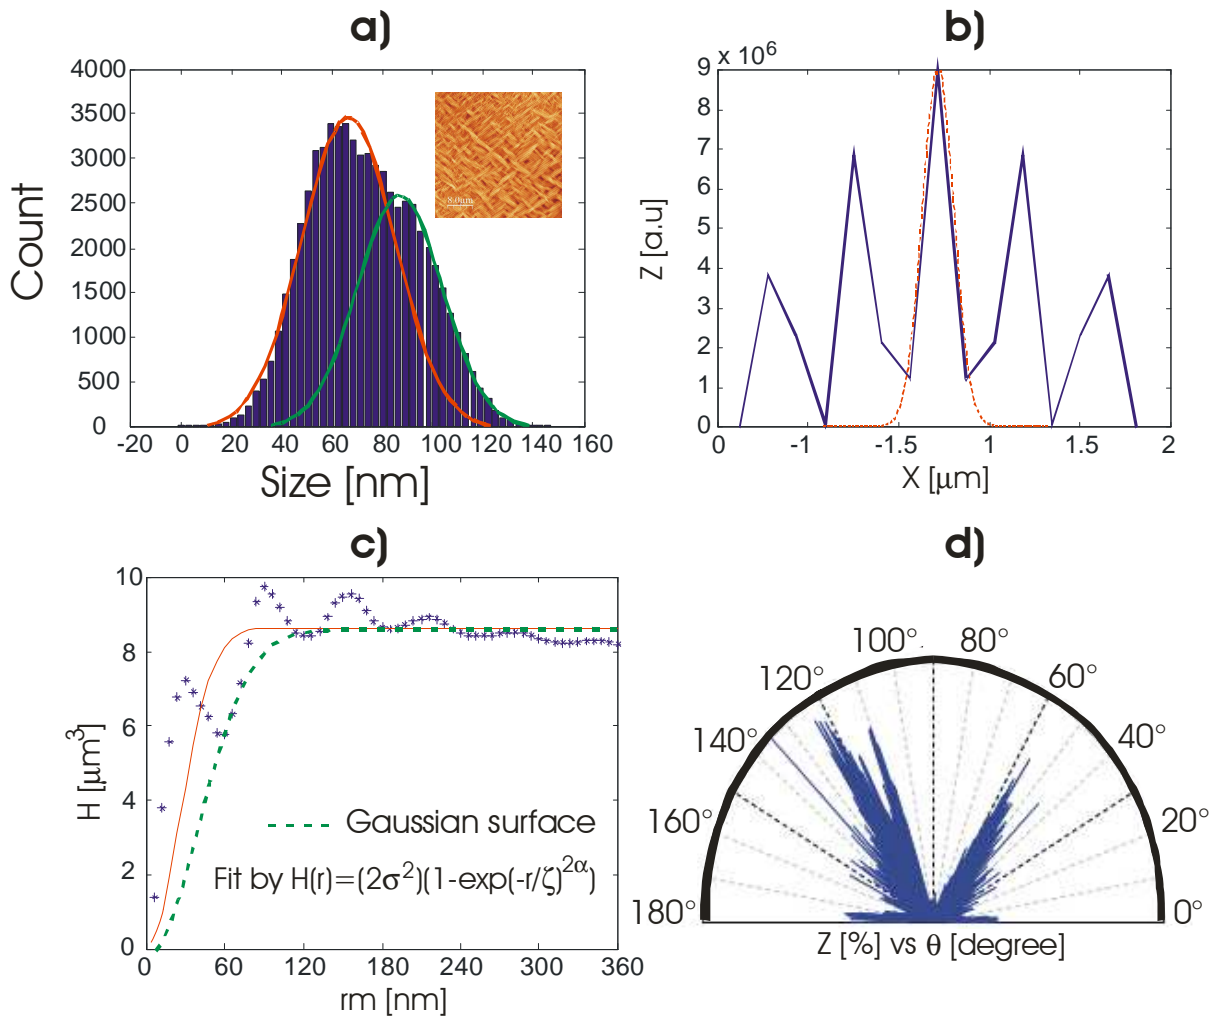 a)
4000
3500
3000
2500
2000
1500
1000
500
0
-20 0 20 40 60 80 100 120 140 160
Count
Size [nm]
8.0um
b)
x 10^6
9
8
7
6
5
4
3
2
1
0
0 -1 -1.5 1 1.5 2
Z [a.u]
X [μm]
c)
10
8
6
4
2
0
0 60 120 180 240 300 360
H [μm^3]
rm [nm]
Gaussian surface
Fit by H(r)=(2σ^2)(1-exp(-r/ζ)^2α)
d)
100° 80°
120° 60°
140° 40°
160° 20°
180° 0°
Z [%] vs θ [degree]